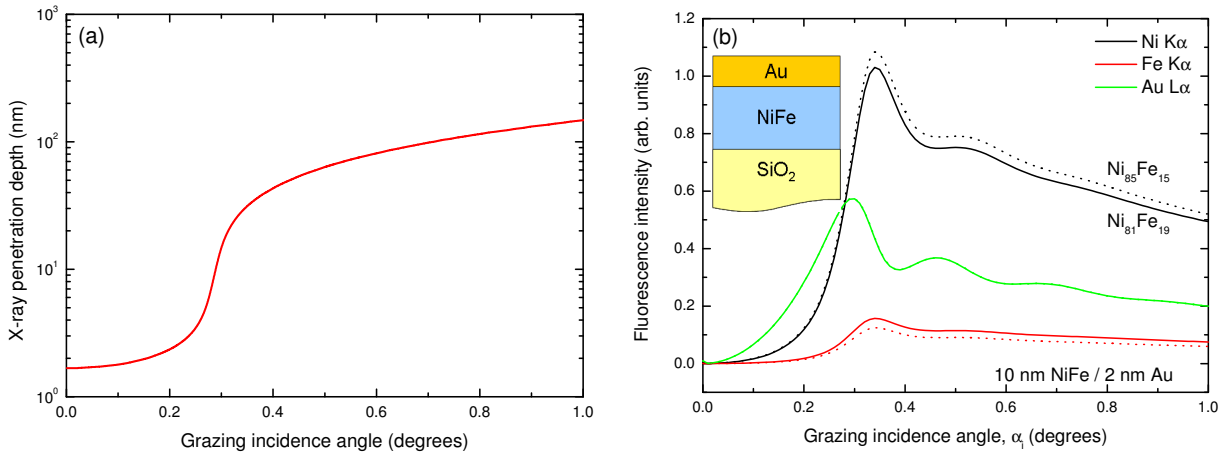 (a)
X-ray penetration depth (nm)
10³
10²
10¹
10⁰
0.0 0.2 0.4 0.6 0.8 1.0
Grazing incidence angle (degrees)
(b)
Fluorescence intensity (arb. units)
1.2
1.0
0.8
0.6
0.4
0.2
0.0
Ni Kα
Fe Kα
Au Lα
Au
NiFe
SiO₂
Ni₈₅Fe₁₅
Ni₈₁Fe₁₉
10 nm NiFe / 2 nm Au
0.0 0.2 0.4 0.6 0.8 1.0
Grazing incidence angle, αᵢ (degrees)